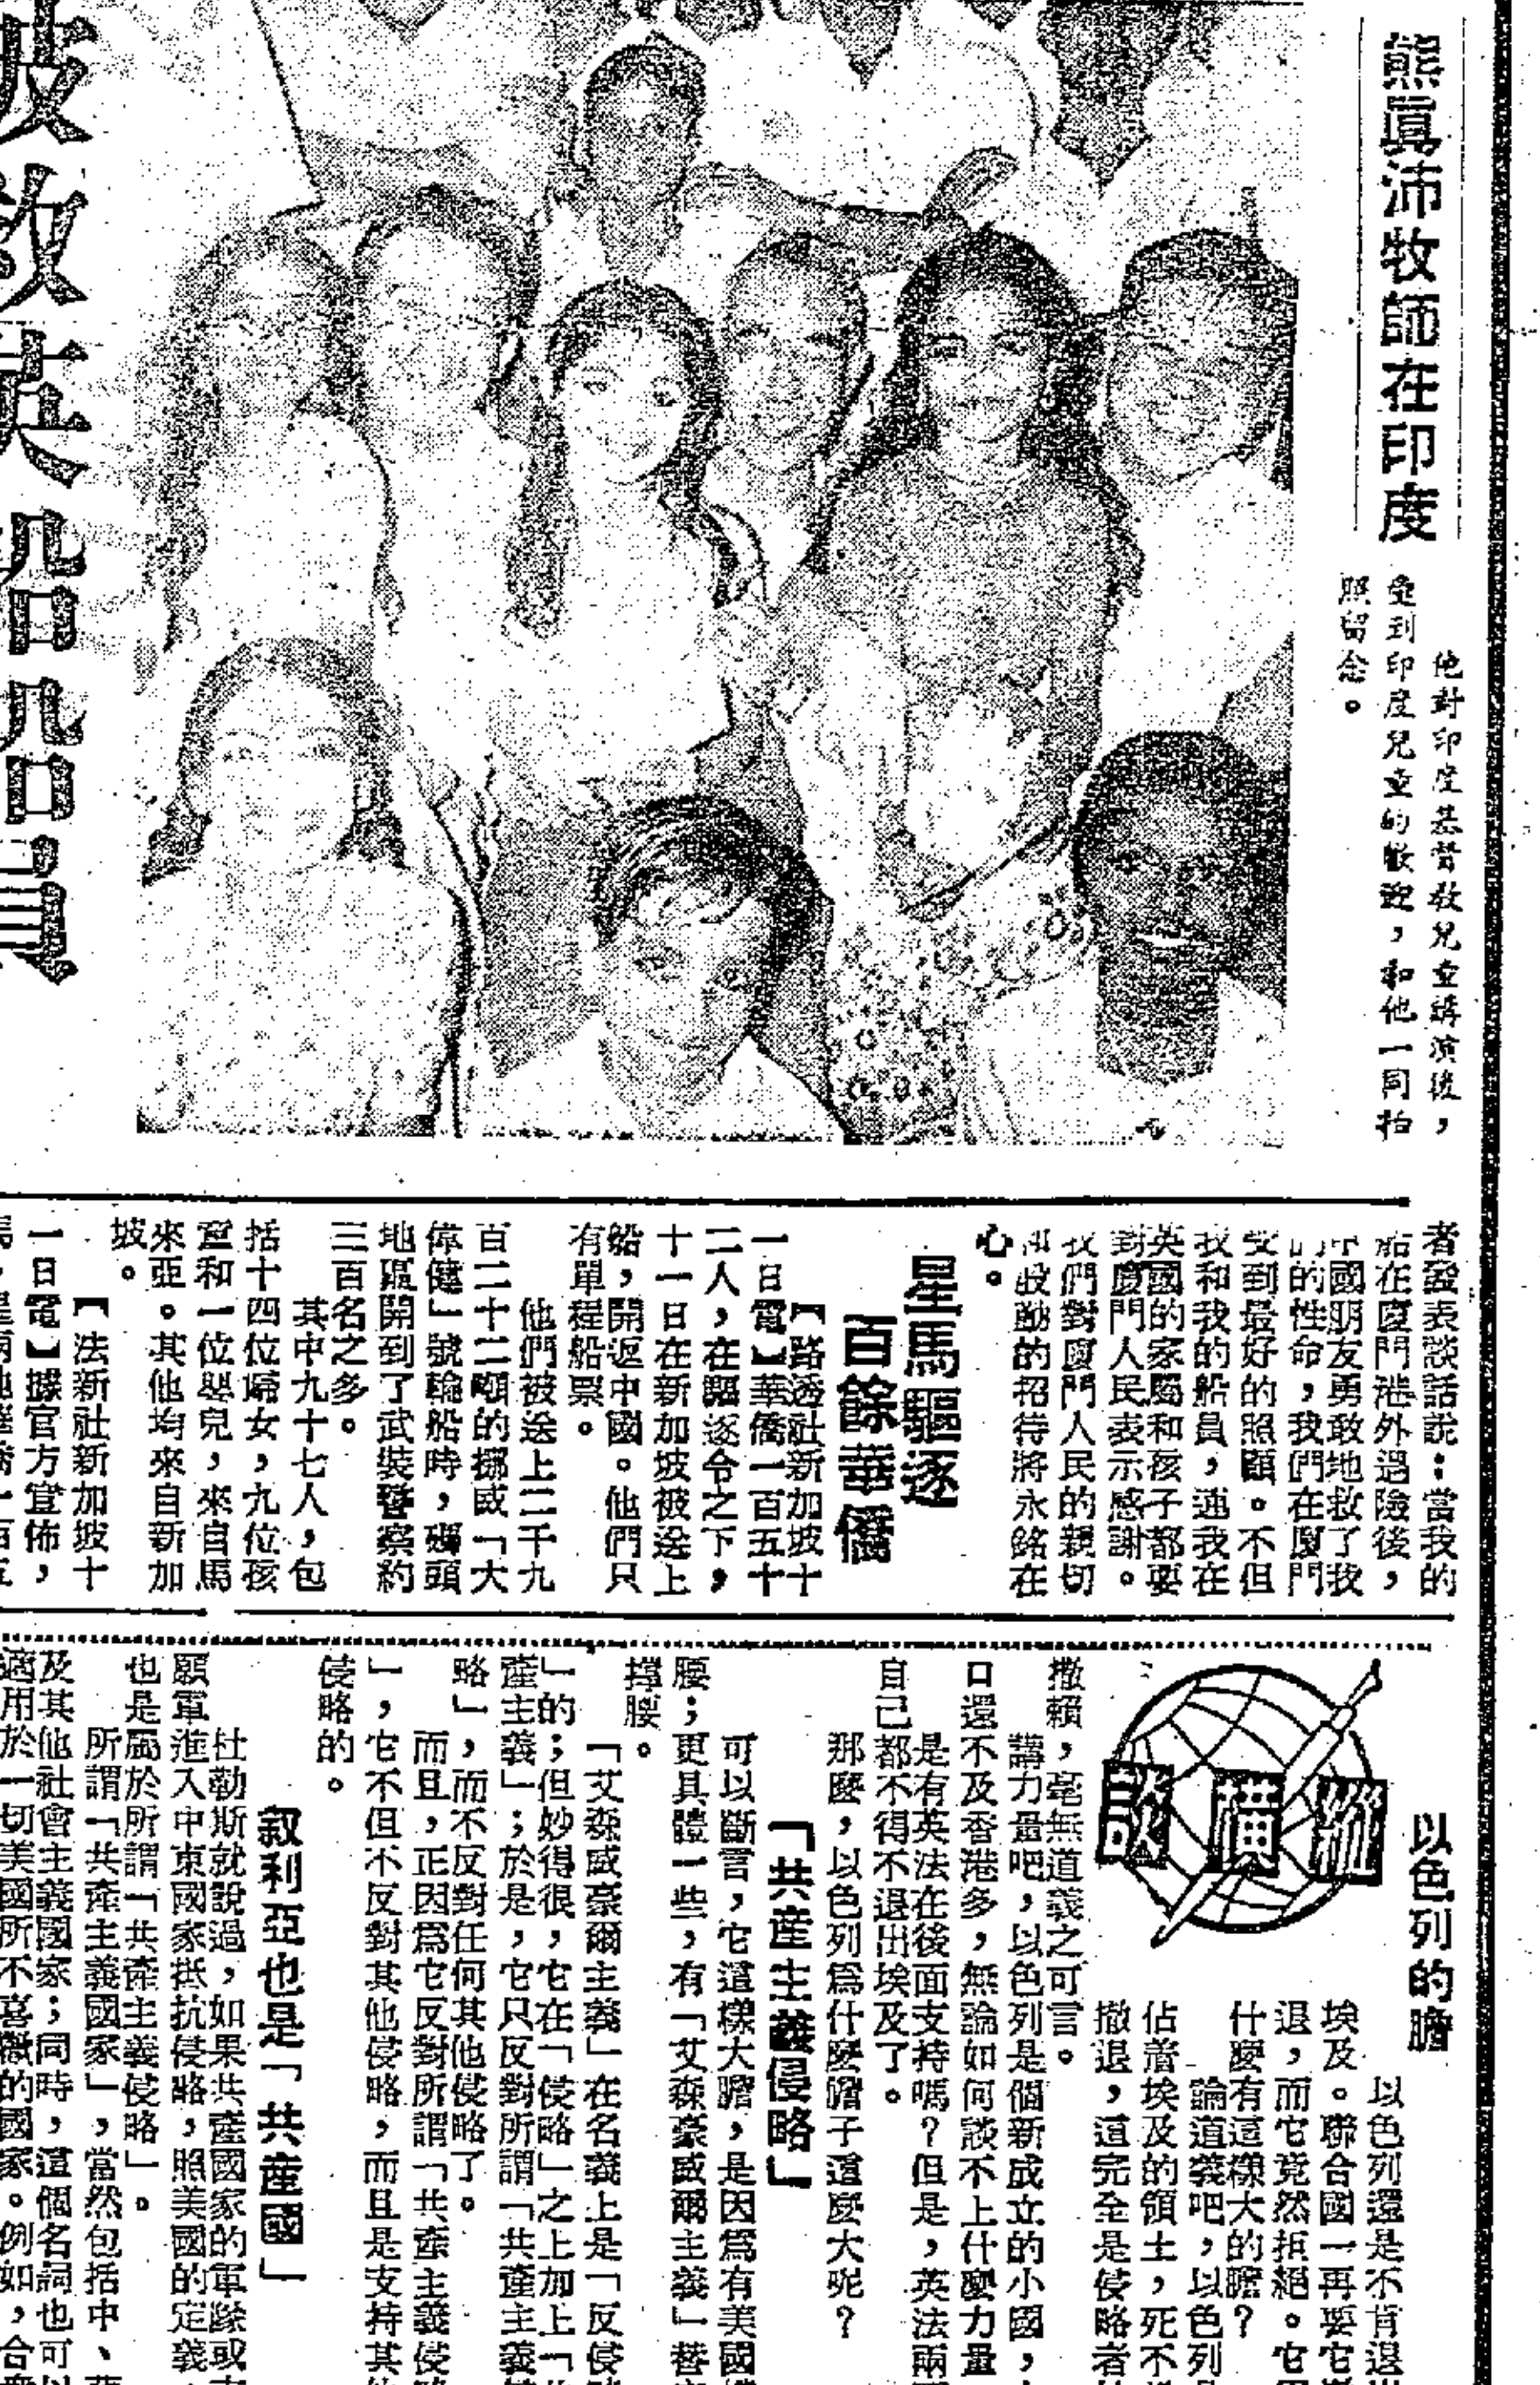 熊眞沛牧師在印度
他對印度基督敎兒童講演後，
受到印度兒童的歡迎，和他一同拍
照留念。
者發表談話說：當我的
船在廈門港外遇險後，
中國朋友勇敢地救了我
們的性命，我們在廈門
受到最好的照顧。不但
我和我的船員，連我在
英國的家屬和孩子都要
對廈門人民表示感謝。
我們對廈門人民的親切
和殷勤的招待將永銘在
心。
星馬驅逐
百餘華僑
【路透社新加坡十
一日電】華僑一百五十
二人，在驅逐令之下，
十一日在新加坡被送上
船，開返中國。他們只
有單程船票。
他們被送上二千九
百二十二噸的挪威「大
偉健」號輪船時，碼頭
地區開到了武裝警察約
三百名之多。
其中九十七人，包
括十四位婦女，九位孩
童和一位嬰兒，來自馬
來亞。其他均來自新加
坡。
【法新社新加坡十
一日電】據官方宣佈，
縱橫談
以色列的膽
以色列還是不肯退出
埃及。聯合國一再要它
退，而它竟然拒絕。它
什麼有這樣大的膽？
論道義吧，以色列
佔着埃及的領土，死不
撤退，這完全是侵略者
撤賴，毫無道義之可言。
講力量吧，以色列是個新成立的小國，
口還不及香港多，無論如何談不上什麼力量
是有英法在後面支持嗎？但是，英法兩
自己都不得不退出埃及了。
那麼，以色列爲什麼膽子這麼大呢？
「共產主義侵略」
可以斷言，它這樣大膽，是因爲有美國
腰；更具體一些，有「艾森豪威爾主義」替
撐腰。
「艾森威豪爾主義」在名義上是「反侵
」的；但妙得很，它在「侵略」之上加上「
產主義」；於是，它只反對所謂「共產主義
略」，而不反對任何其他侵略了。
而且，正因爲它反對所謂「共產主義侵
」，它不但不反對其他侵略，而且是支持其
侵略的。
叙利亞也是「共產國」
杜勒斯就說過，如果共產國家的軍隊或
願軍進入中東國家抵抗侵略，照美國的定義，
也是屬於所謂「共產主義侵略」。
所謂「共產主義國家」，當然包括中、
及其他社會主義國家；同時，這個名詞也可
適用於一切美國所不喜歡的國家。例如，合